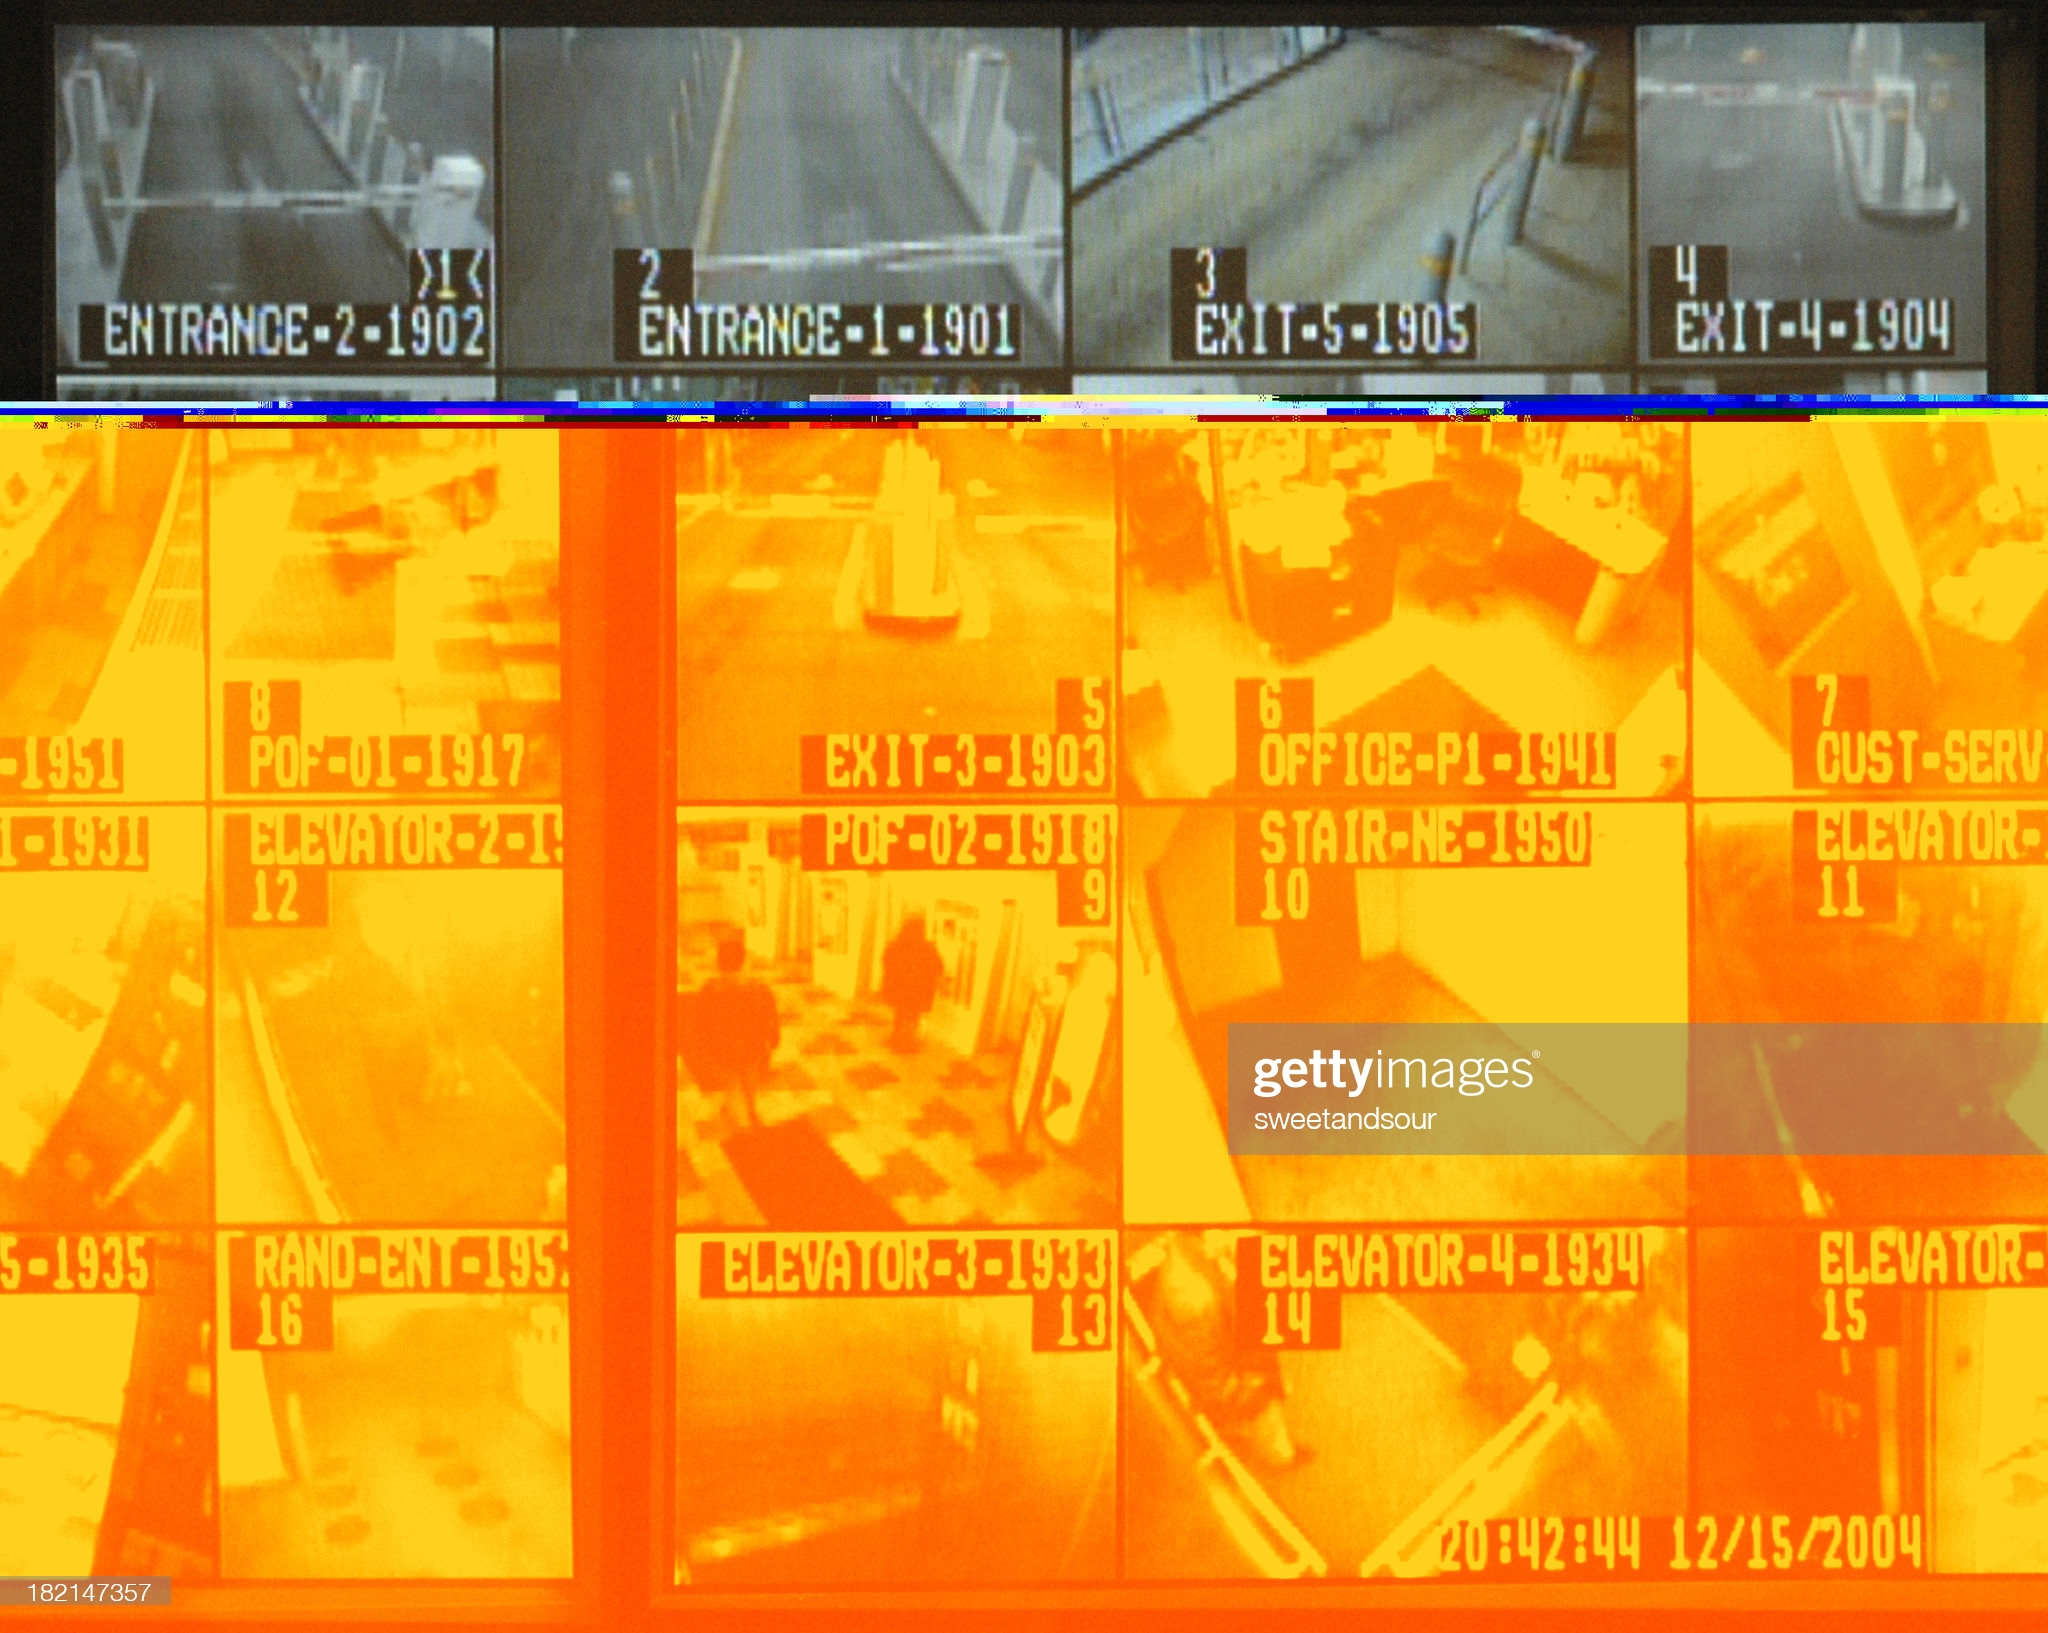 >1<
ENTRANCE-2-1902
2
ENTRANCE-1-1901
3
EXIT-5-1905
4
EXIT-4-1904
-1951
8
POF-01-1917
5
EXIT-3-1903
6
OFFICE-P1-1941
7
CUST-SERV
1-1931
ELEVATOR-2-19
12
POF-02-1918
9
STAIR-NE-1950
10
ELEVATOR-
11
gettyimages®
sweetandsour
5-1935
RAND-ENT-195
16
ELEVATOR-3-1933
13
ELEVATOR-4-1934
14
ELEVATOR-
15
20:42:44 12/15/2004
182147357